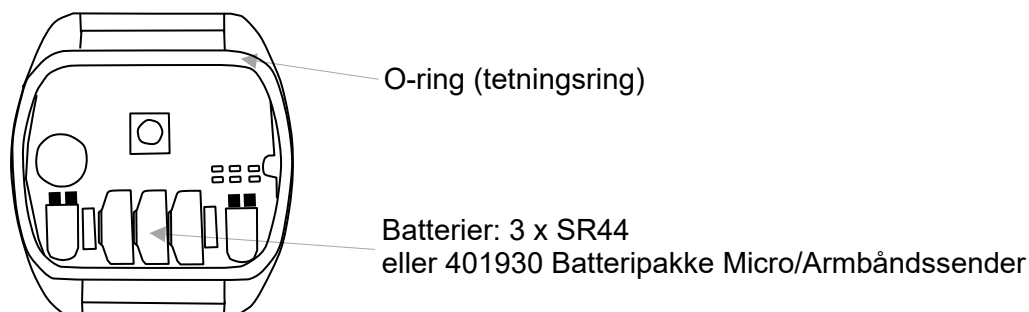 O-ring (tetningsring)
Batterier: 3 x SR44
eller 401930 Batteripakke Micro/Armbåndssender